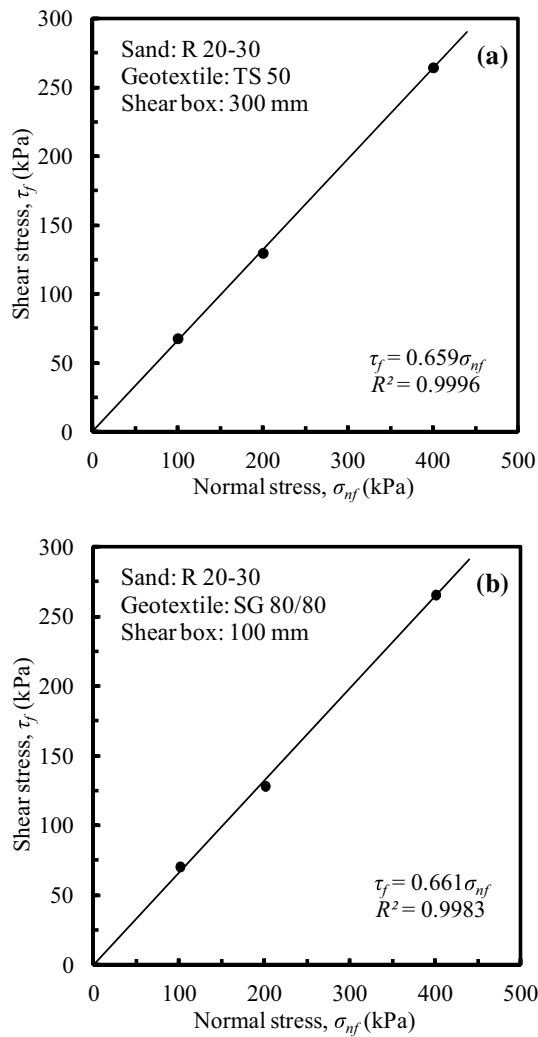 300
250
200
150
100
50
0
Shear stress, τf (kPa)
Sand: R 20-30
(a)
Geotextile: TS 50
Shear box: 300 mm
τf = 0.659σnf
R² = 0.9996
0 100 200 300 400 500
Normal stress, σnf (kPa)
300
250
200
150
100
50
0
Shear stress, τf (kPa)
Sand: R 20-30
(b)
Geotextile: SG 80/80
Shear box: 100 mm
τf = 0.661σnf
R² = 0.9983
0 100 200 300 400 500
Normal stress, σnf (kPa)